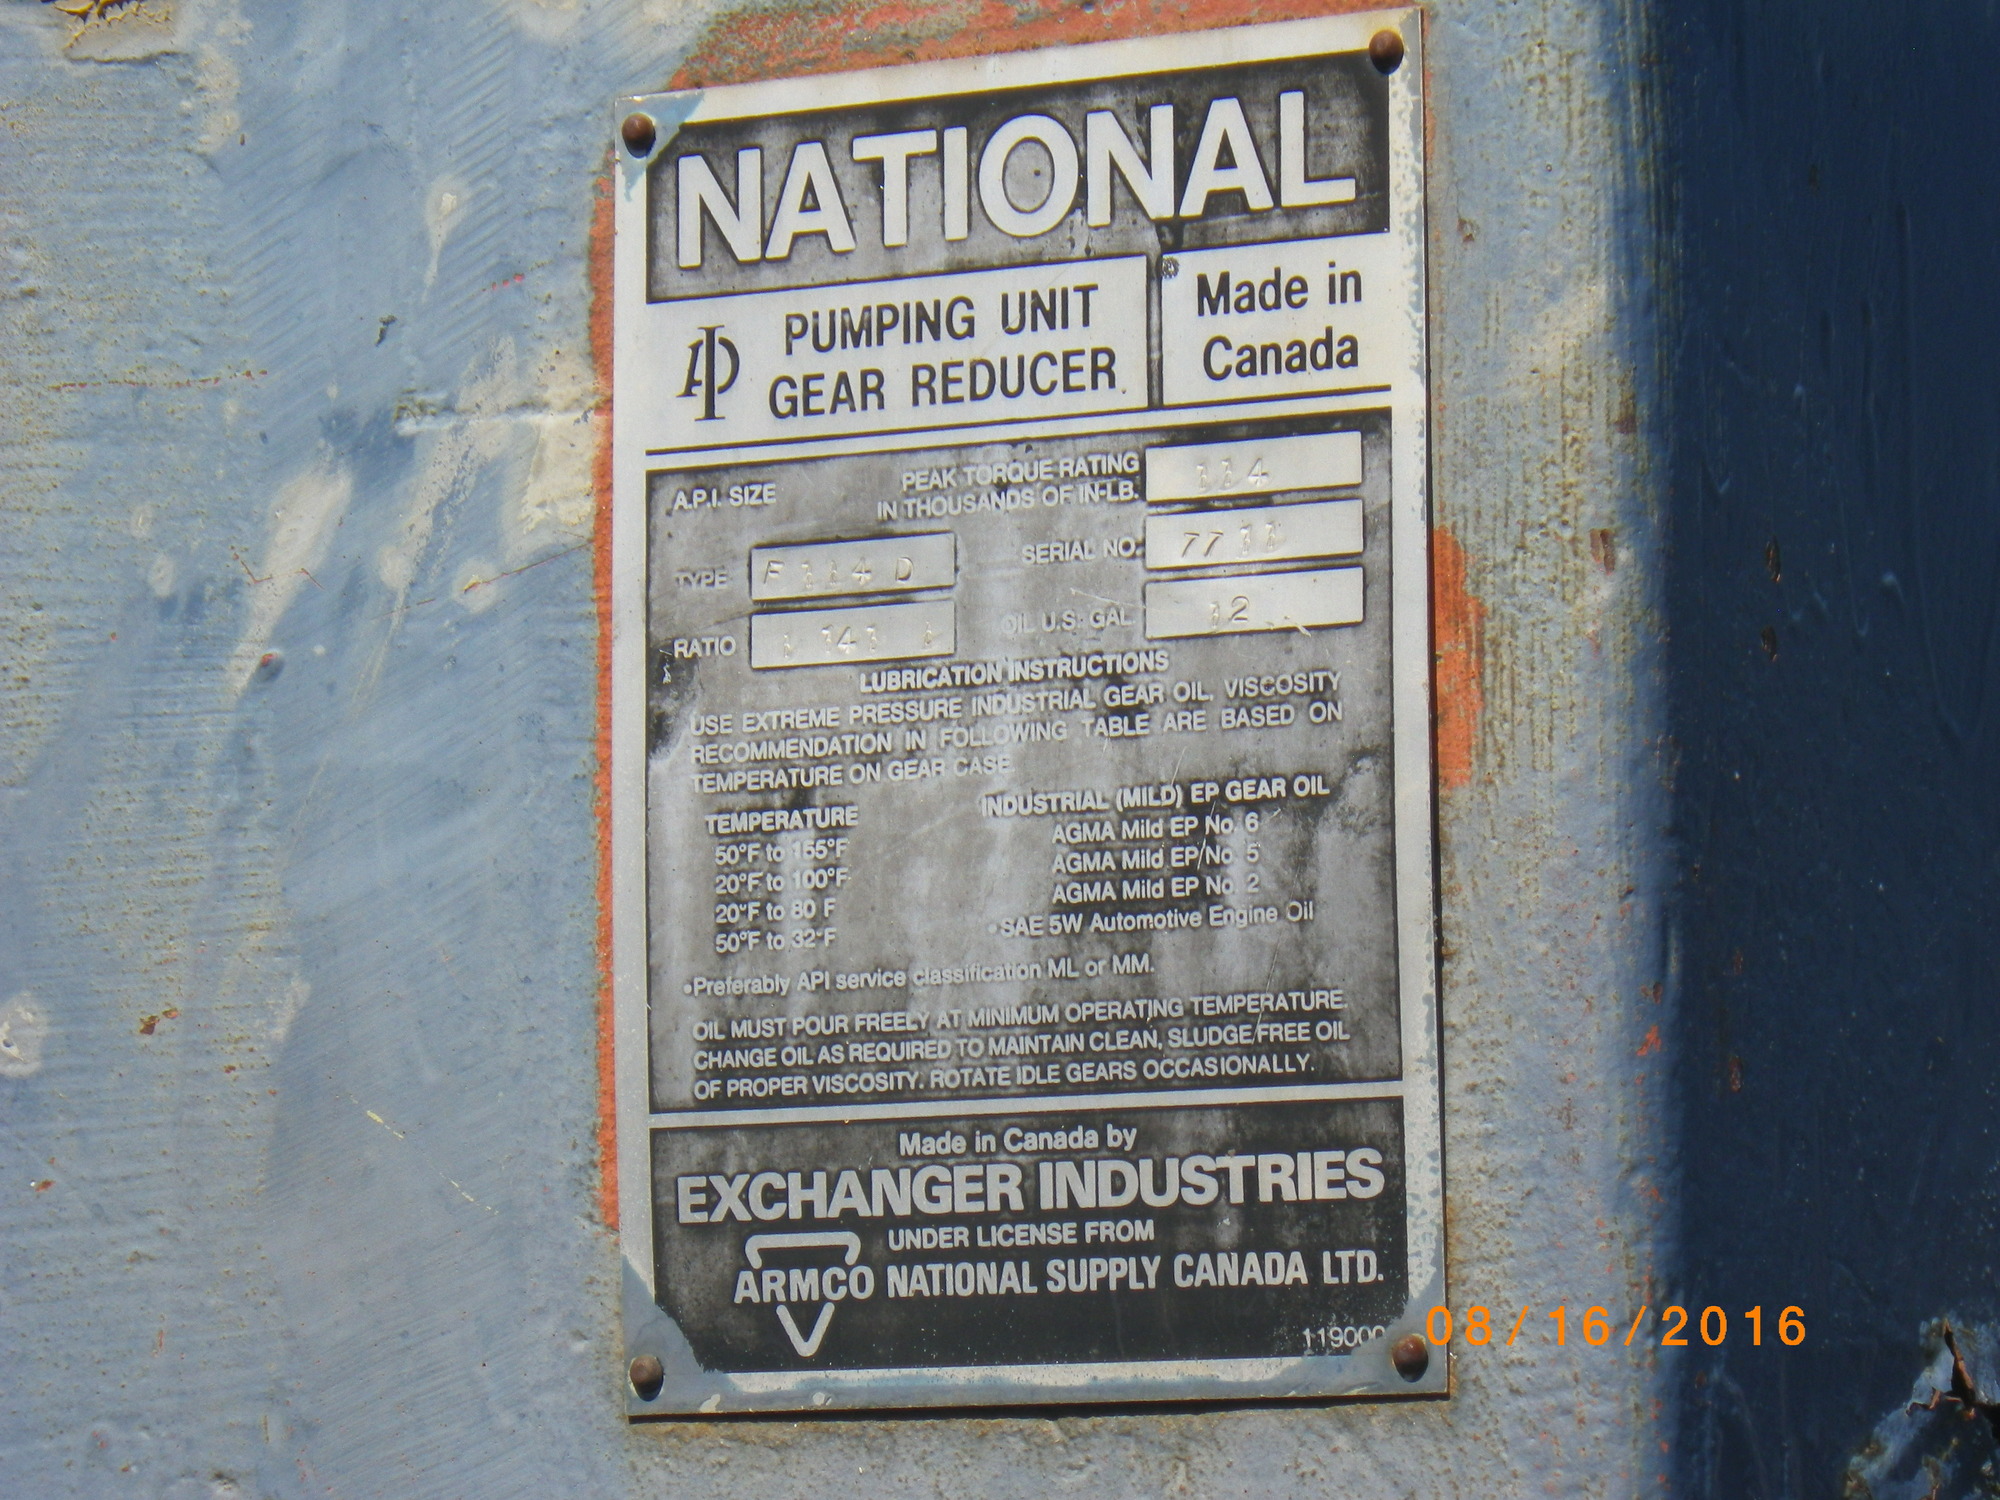 NATIONAL
API
PUMPING UNIT
GEAR REDUCER
Made in
Canada
A.P.I. SIZE
PEAK TORQUE RATING
IN THOUSANDS OF IN-LB.
114
TYPE F 114 D
SERIAL NO. 7711
RATIO
OIL U.S. GAL. 12
LUBRICATION INSTRUCTIONS
USE EXTREME PRESSURE INDUSTRIAL GEAR OIL. VISCOSITY
RECOMMENDATION IN FOLLOWING TABLE ARE BASED ON
TEMPERATURE ON GEAR CASE.
TEMPERATURE INDUSTRIAL (MILD) EP GEAR OIL
50°F to 155°F AGMA Mild EP No. 6
20°F to 100°F AGMA Mild EP No. 5
20°F to 80 F AGMA Mild EP No. 2
50°F to 32°F •SAE 5W Automotive Engine Oil
•Preferably API service classification ML or MM.
OIL MUST POUR FREELY AT MINIMUM OPERATING TEMPERATURE.
CHANGE OIL AS REQUIRED TO MAINTAIN CLEAN, SLUDGE FREE OIL
OF PROPER VISCOSITY. ROTATE IDLE GEARS OCCASIONALLY.
Made in Canada by
EXCHANGER INDUSTRIES
UNDER LICENSE FROM
ARMCO NATIONAL SUPPLY CANADA LTD.
119000
08/16/2016